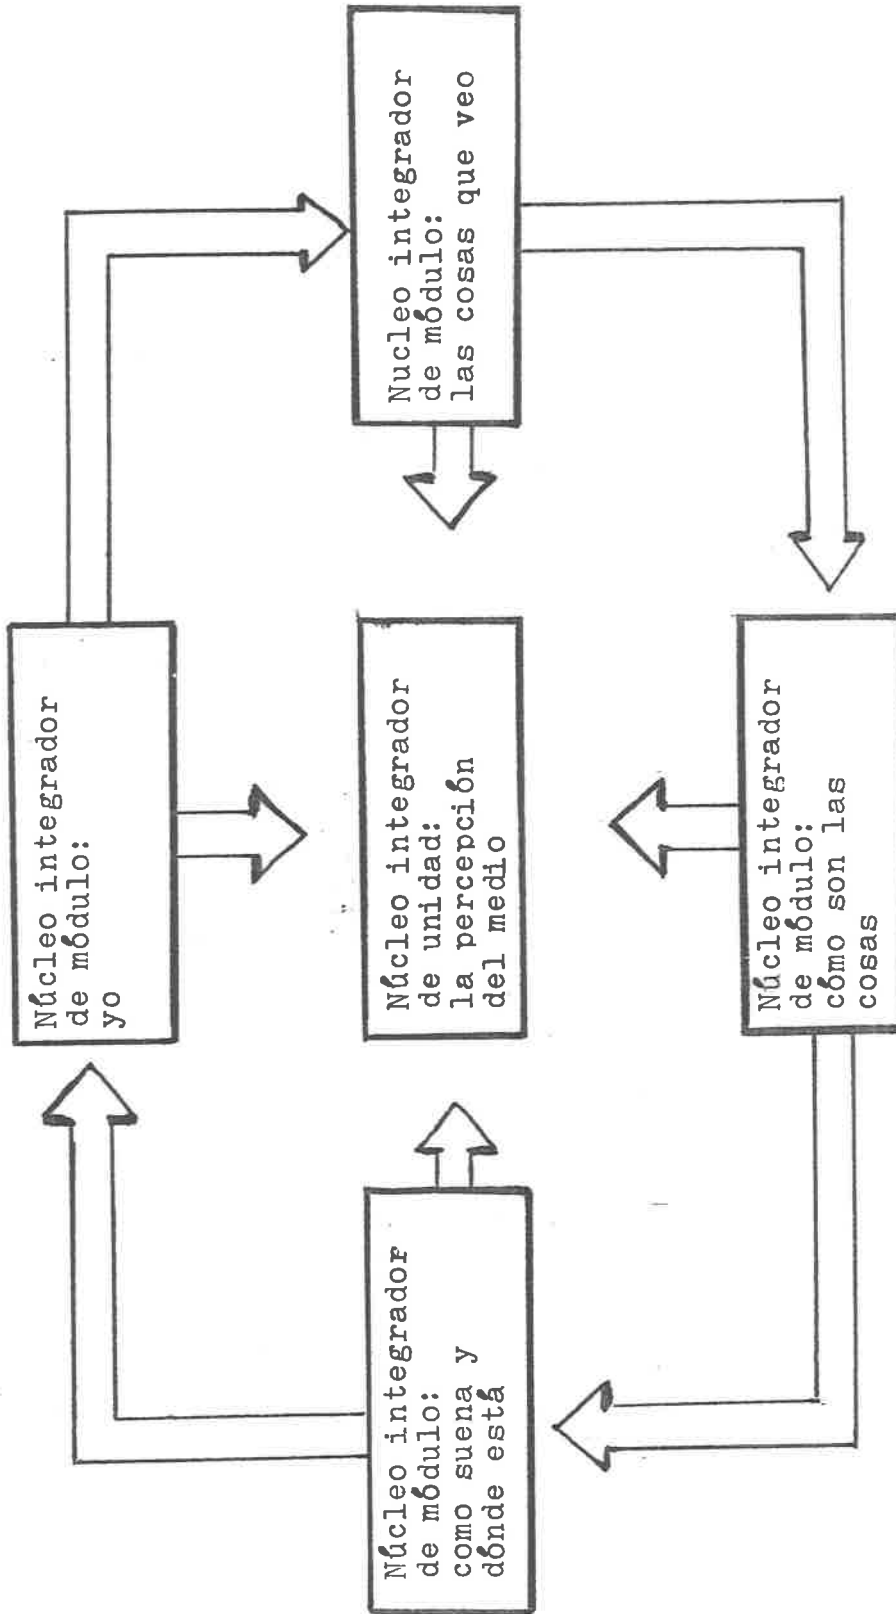 Núcleo integrador
de módulo:
yo
Núcleo integrador
de módulo:
como suena y
dónde está
Núcleo integrador
de unidad:
la percepción
del medio
Nucleo integrador
de módulo:
las cosas que veo
Núcleo integrador
de módulo:
cómo son las
cosas